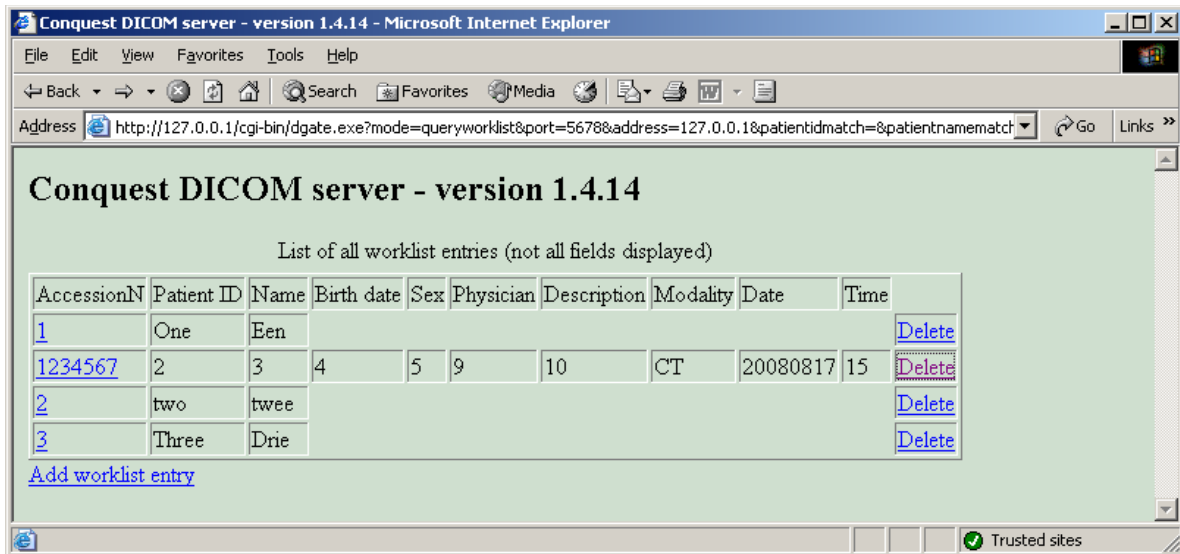 Conquest DICOM server - version 1.4.14 - Microsoft Internet Explorer
File Edit View Favorites Tools Help
Back Search Favorites Media
Address http://127.0.0.1/cgi-bin/dgate.exe?mode=queryworklist&port=5678&address=127.0.0.1&patientidmatch=&patientnamematch Go Links »
Conquest DICOM server - version 1.4.14
List of all worklist entries (not all fields displayed)
AccessionN Patient ID Name Birth date Sex Physician Description Modality Date Time
1 One Een Delete
1234567 2 3 4 5 9 10 CT 20080817 15 Delete
2 two twee Delete
3 Three Drie Delete
Add worklist entry
Trusted sites